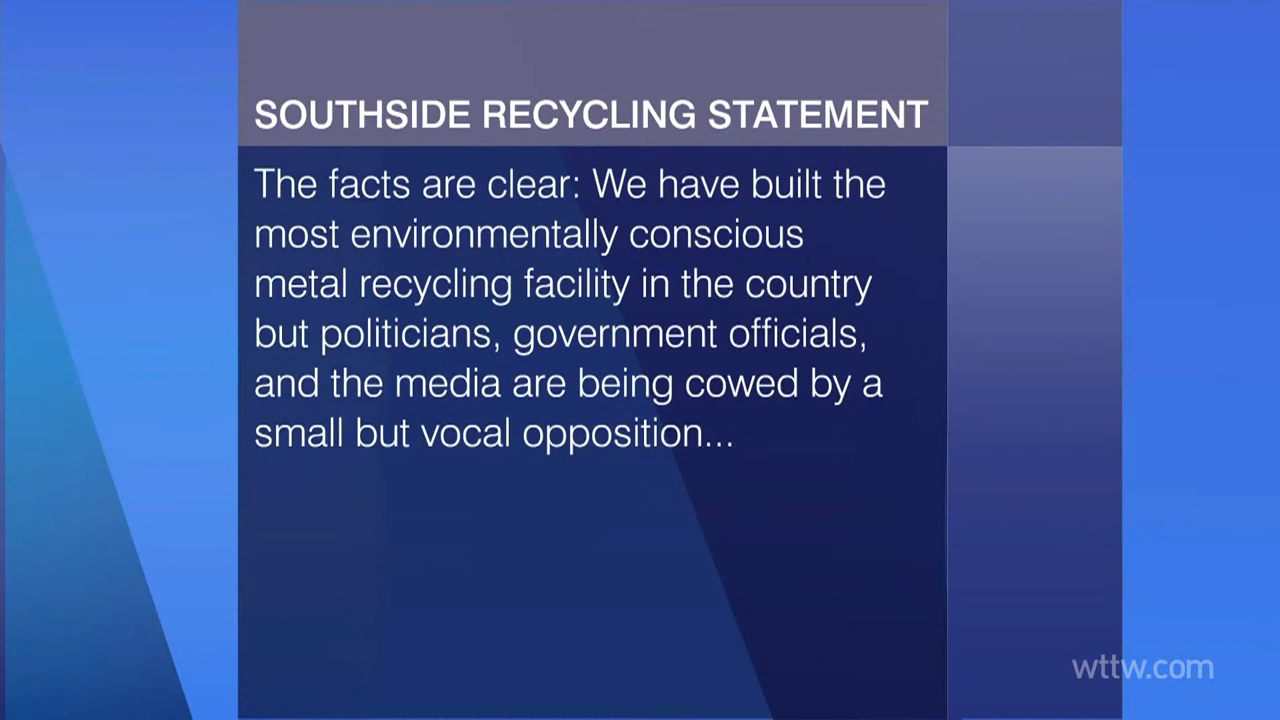 SOUTHSIDE RECYCLING STATEMENT
The facts are clear: We have built the
most environmentally conscious
metal recycling facility in the country
but politicians, government officials,
and the media are being cowed by a
small but vocal opposition...
wttw.com